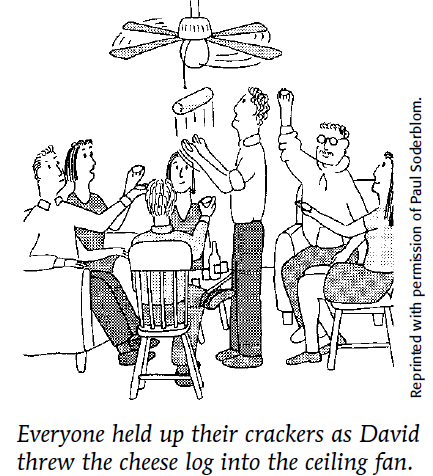 Reprinted with permission of Paul Soderblom.
Everyone held up their crackers as David
threw the cheese log into the ceiling fan.